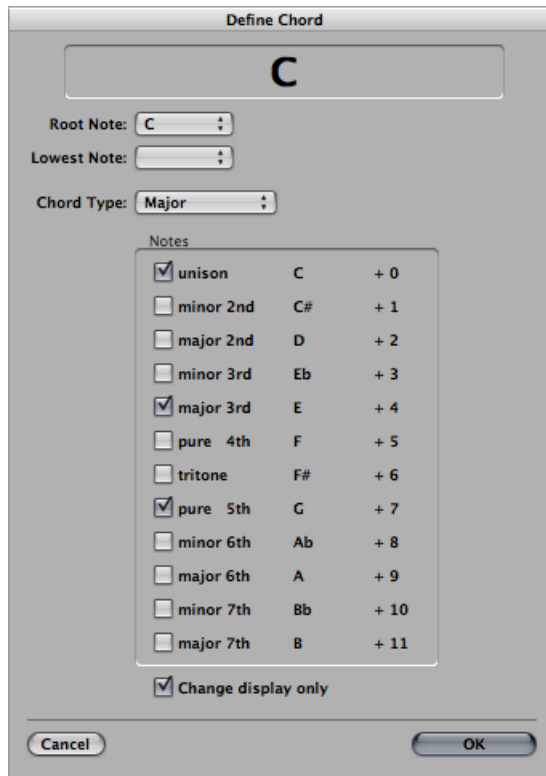 Define Chord
C
Root Note: C
Lowest Note:
Chord Type: Major
Notes
unison C + 0
minor 2nd C# + 1
major 2nd D + 2
minor 3rd Eb + 3
major 3rd E + 4
pure 4th F + 5
tritone F# + 6
pure 5th G + 7
minor 6th Ab + 8
major 6th A + 9
minor 7th Bb + 10
major 7th B + 11
Change display only
Cancel OK